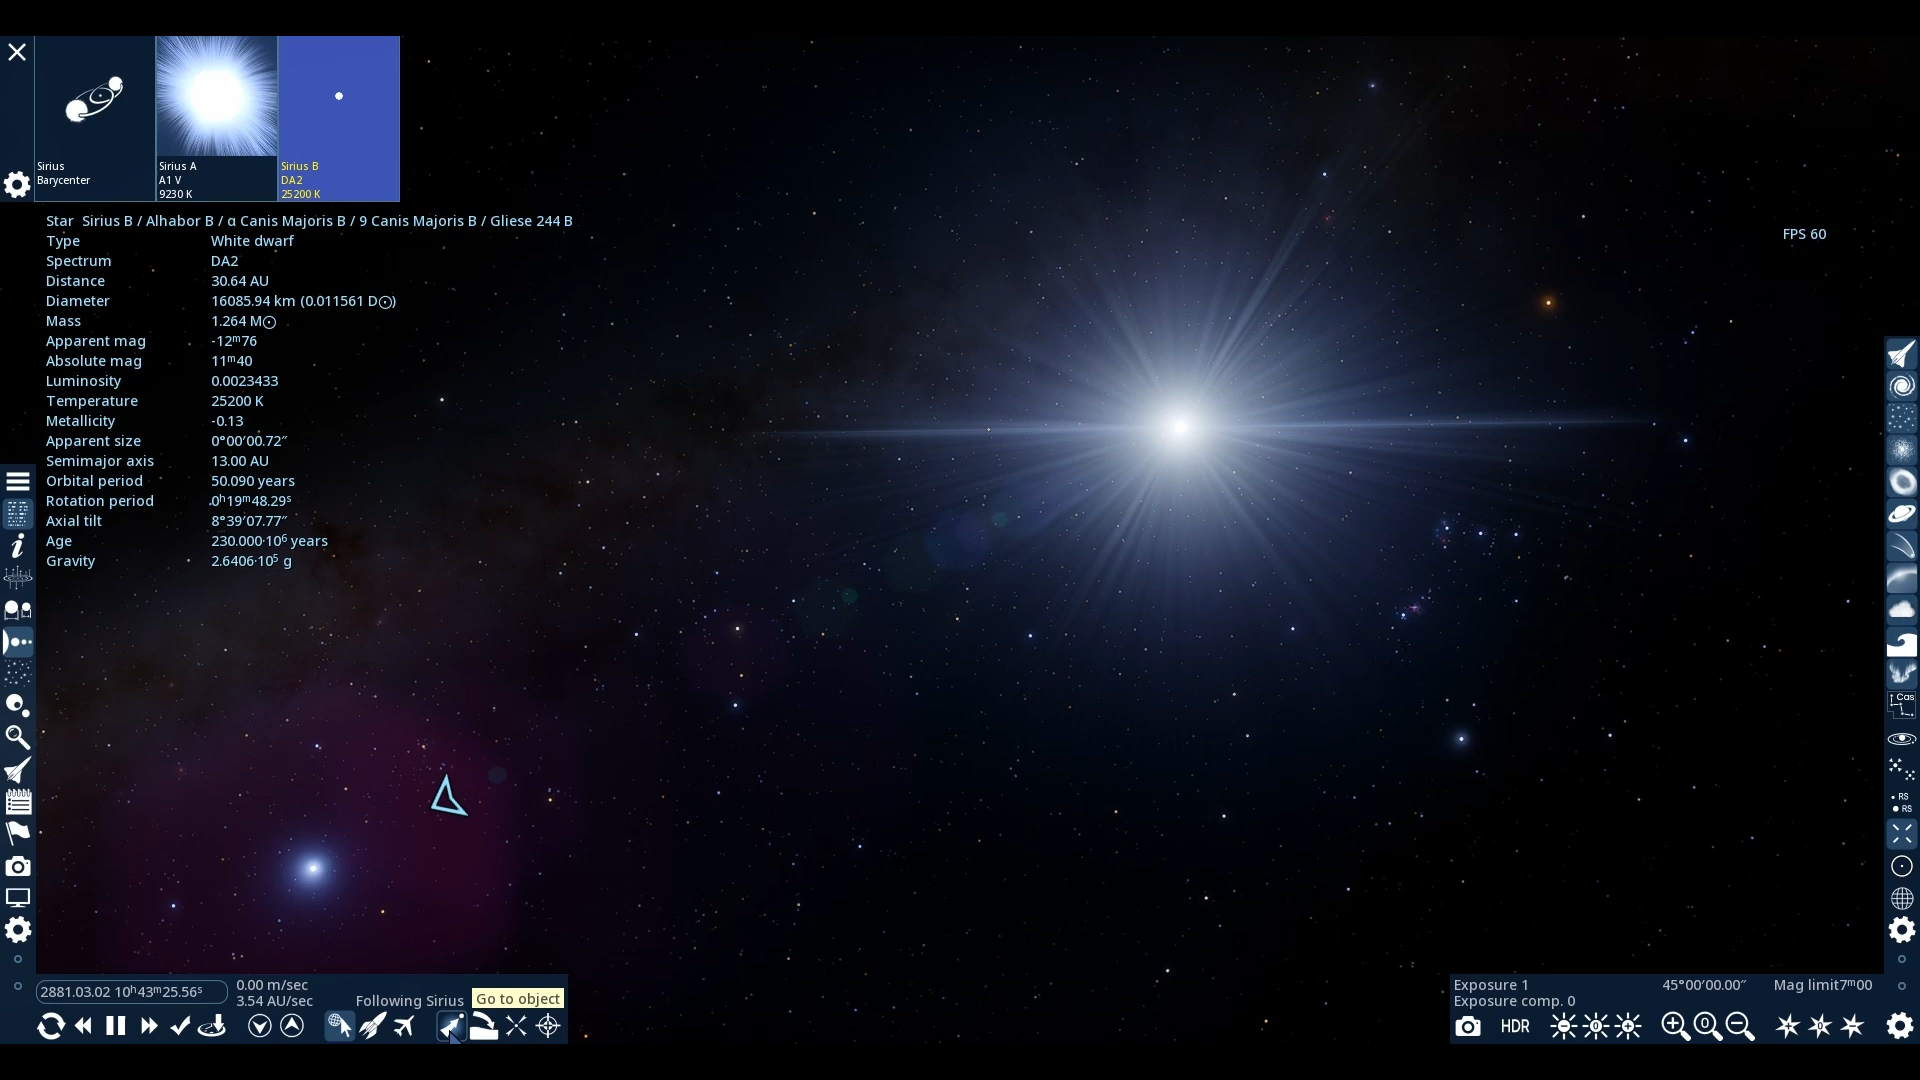 Sirius
Barycenter
Sirius A
A1 V
9230 K
Sirius B
DA2
25200 K
Star Sirius B / Alhabor B / α Canis Majoris B / 9 Canis Majoris B / Gliese 244 B
Type White dwarf
Spectrum DA2
Distance 30.64 AU
Diameter 16085.94 km (0.011561 D☉)
Mass 1.264 M☉
Apparent mag -12ᵐ76
Absolute mag 11ᵐ40
Luminosity 0.0023433
Temperature 25200 K
Metallicity -0.13
Apparent size 0°00′00.72″
Semimajor axis 13.00 AU
Orbital period 50.090 years
Rotation period 0ʰ19ᵐ48.29ˢ
Axial tilt 8°39′07.77″
Age 230.000·10⁶ years
Gravity 2.6406·10⁵ g
FPS 60
Cas
RS
RS
2881.03.02 10ʰ43ᵐ25.56ˢ
0.00 m/sec
3.54 AU/sec
Following Sirius
Go to object
Exposure 1
Exposure comp. 0
45°00′00.00″
Mag limit7ᵐ00
HDR
0
0
0